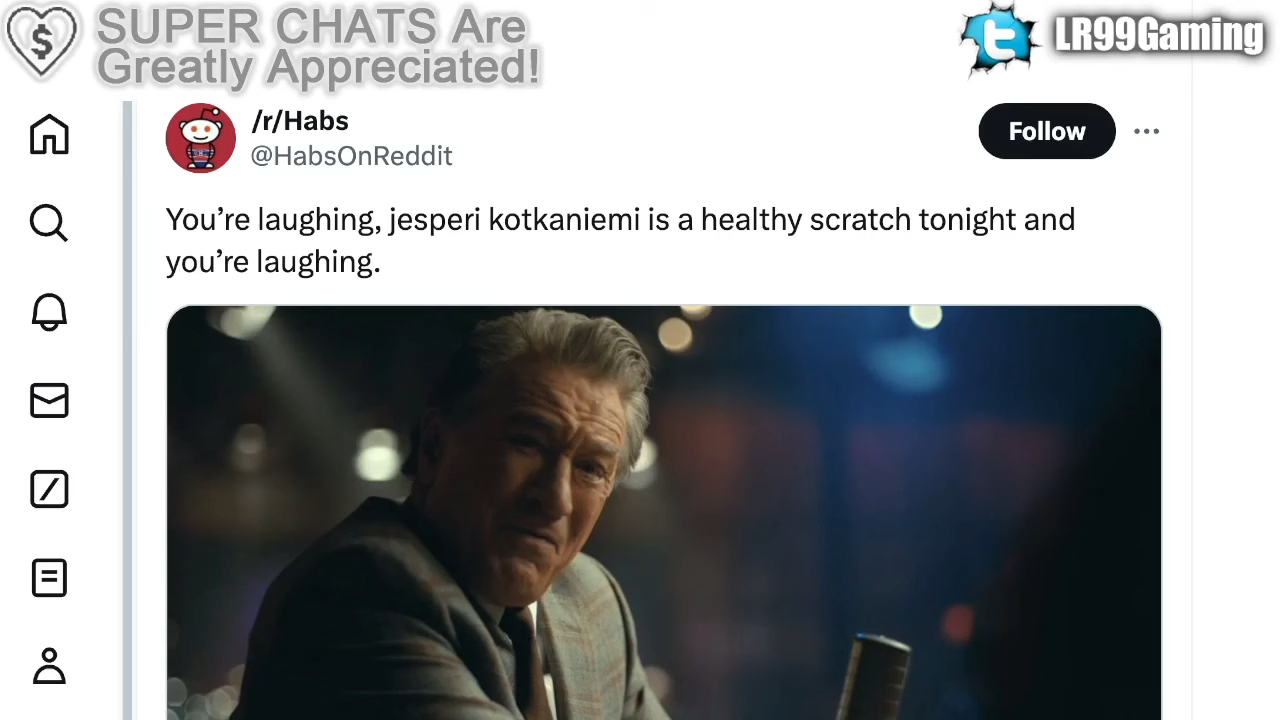 SUPER CHATS Are
Greatly Appreciated!
LR99Gaming
/r/Habs
@HabsOnReddit
Follow
You’re laughing, jesperi kotkaniemi is a healthy scratch tonight and
you’re laughing.